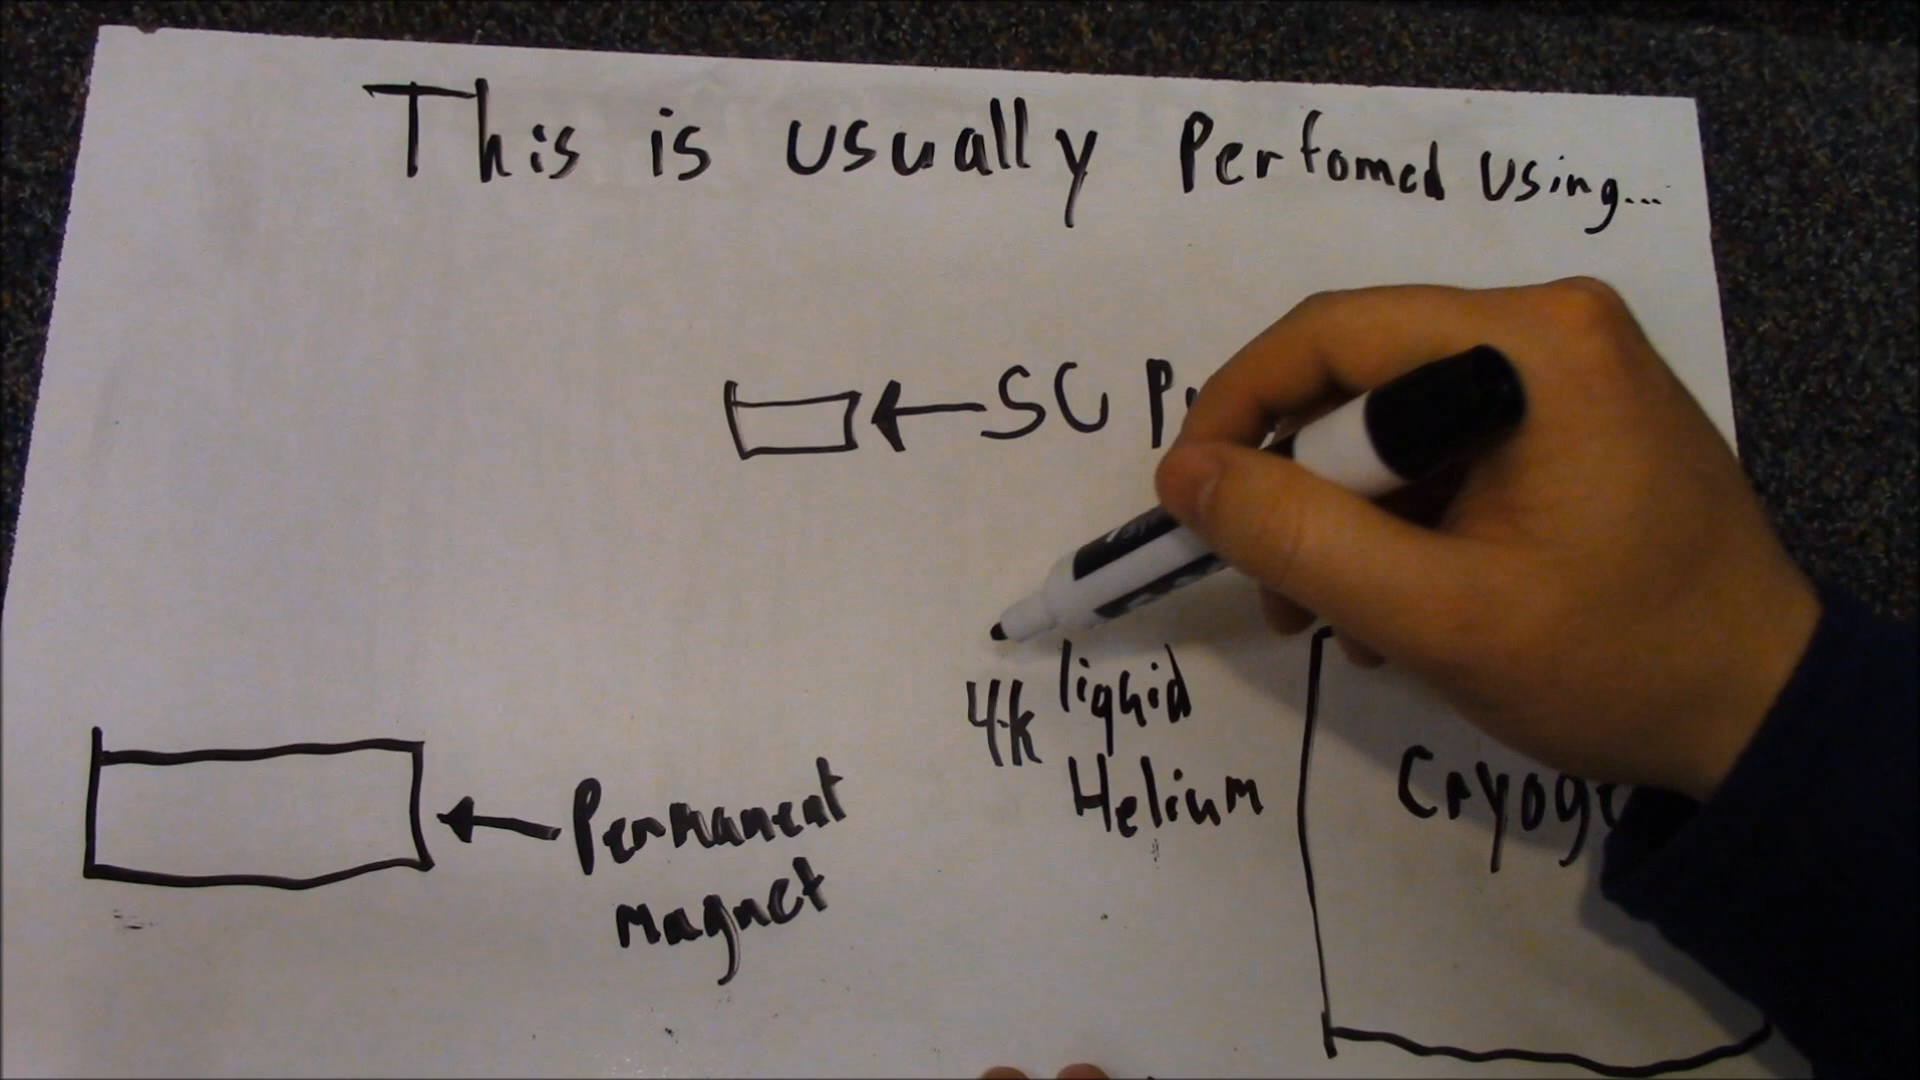 This is usually Perfomed using...
SC
4k liquid
Helium
Permanent
magnet